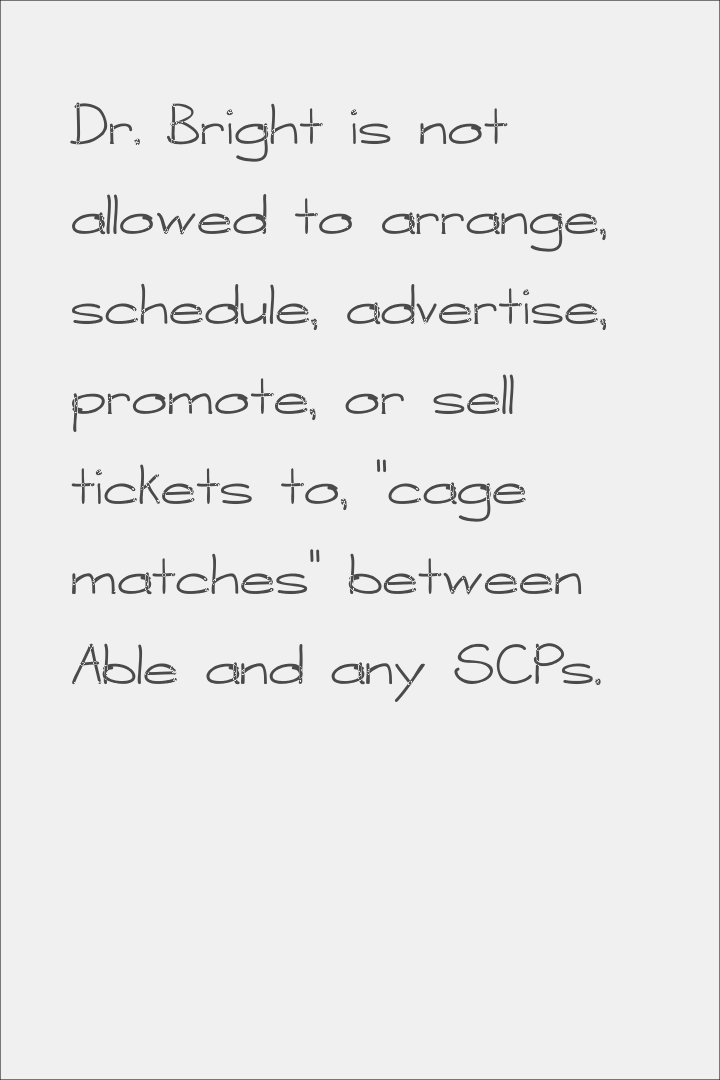 Dr. Bright is not
allowed to arrange,
schedule, advertise,
promote, or sell
tickets to, "cage
matches" between
Able and any SCPs.